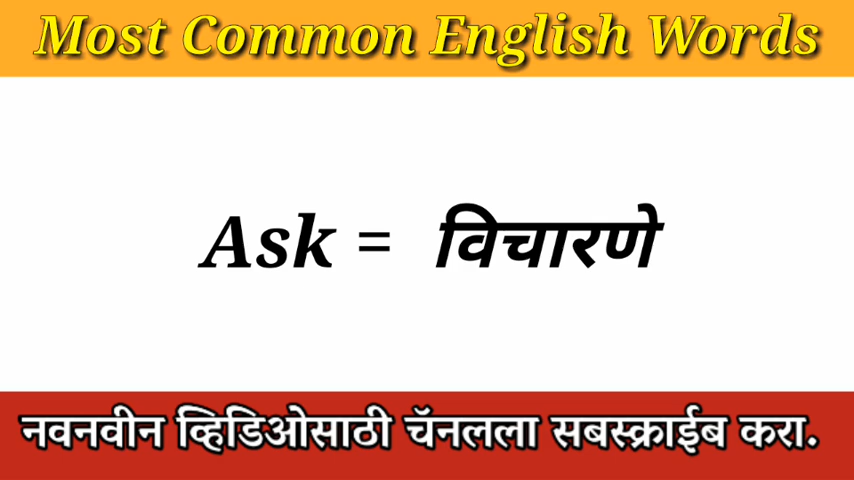 Most Common English Words
Ask = विचारणे
नवनवीन व्हिडिओसाठी चॅनलला सबस्क्राईब करा.